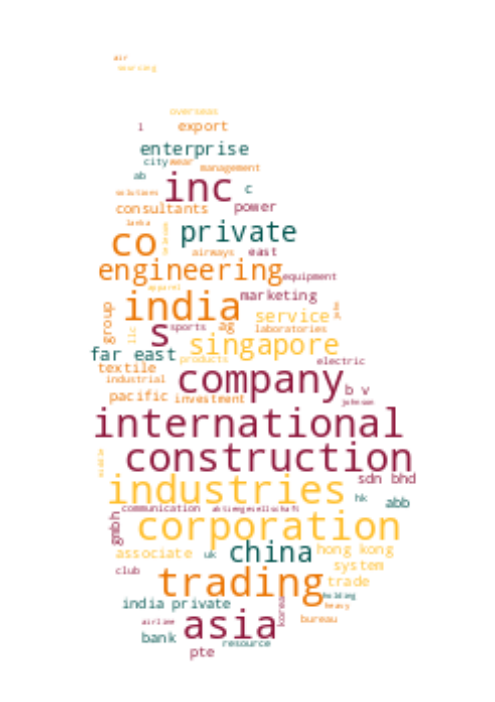 air
sourcing
overseas
l export
enterprise
city wear management
ab
solutions inc c
consultants power
lanka
co private
airways east
engineering equipment
apparel
india marketing
group service
s sports ag laboratories
llc
singapore
far east products electric
textile
industrial company
pacific investment b v
johnson
international
construction
middle
industries sdn bhd
hk abb
communication aktiengesellschaft
gmbh corporation
associate uk china hong kong
system
club trading trade
holding
india private heavy
airline asia korea bureau
bank resource
pte